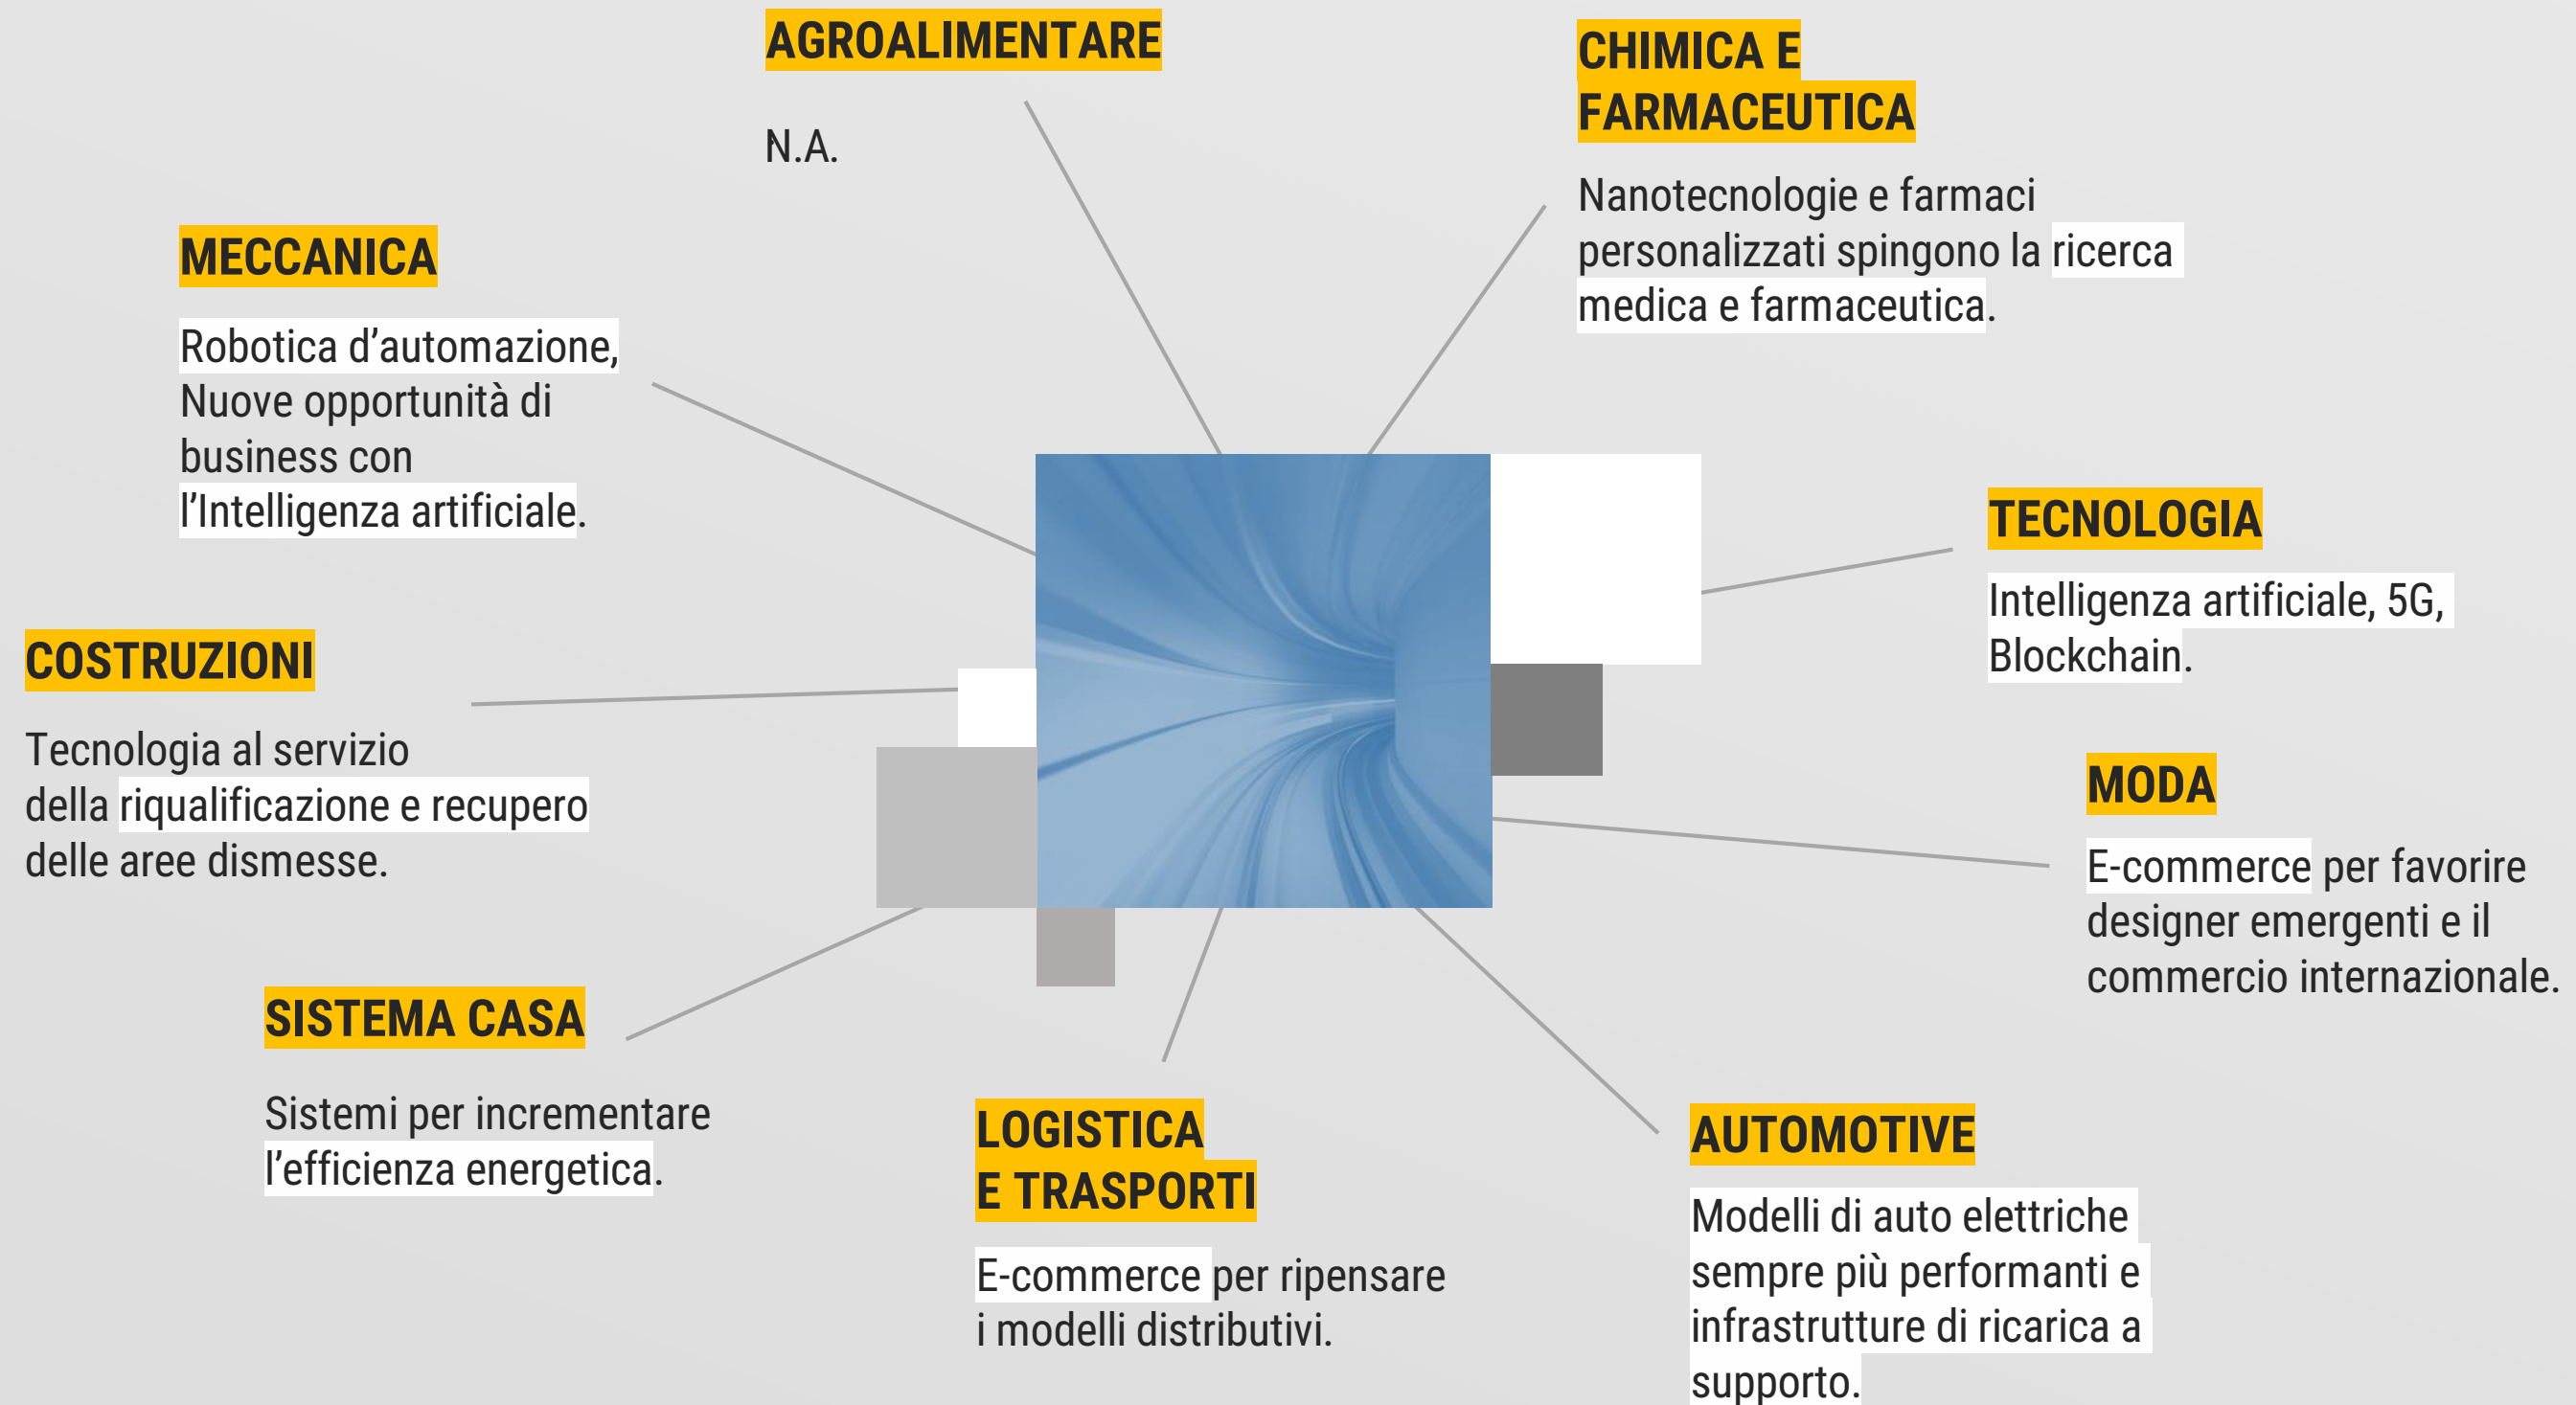 AGROALIMENTARE
N.A.
CHIMICA E
FARMACEUTICA
Nanotecnologie e farmaci
personalizzati spingono la ricerca
medica e farmaceutica.
MECCANICA
Robotica d’automazione,
Nuove opportunità di
business con
l’Intelligenza artificiale.
TECNOLOGIA
Intelligenza artificiale, 5G,
Blockchain.
COSTRUZIONI
Tecnologia al servizio
della riqualificazione e recupero
delle aree dismesse.
MODA
E-commerce per favorire
designer emergenti e il
commercio internazionale.
SISTEMA CASA
Sistemi per incrementare
l’efficienza energetica.
LOGISTICA
E TRASPORTI
E-commerce per ripensare
i modelli distributivi.
AUTOMOTIVE
Modelli di auto elettriche
sempre più performanti e
infrastrutture di ricarica a
supporto.